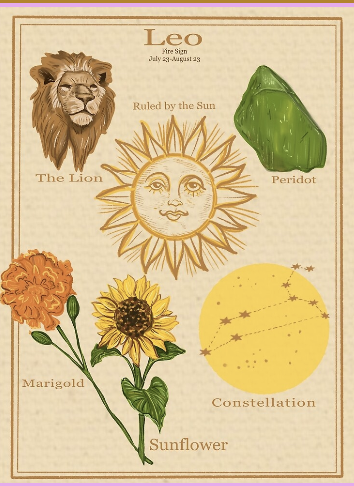 Leo
Fire Sign
July 23-August 23
Ruled by the Sun
The Lion
Peridot
Marigold
Constellation
Sunflower